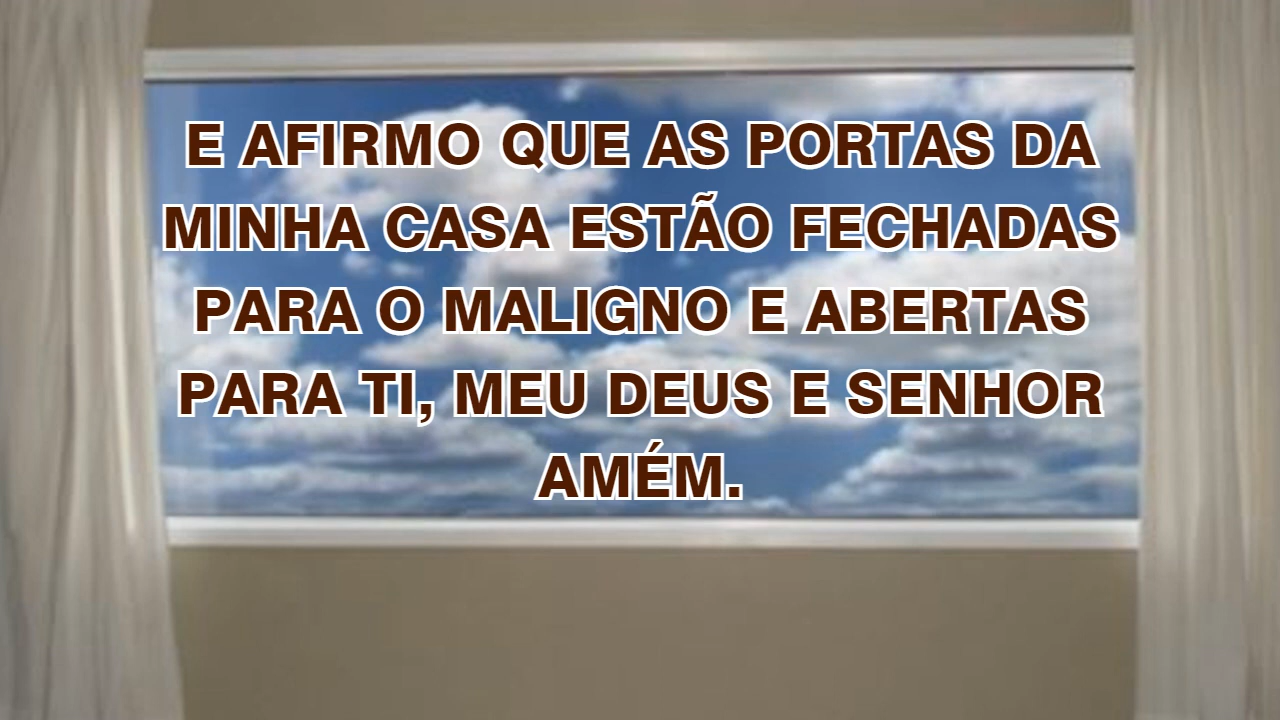 E AFIRMO QUE AS PORTAS DA
MINHA CASA ESTÃO FECHADAS
PARA O MALIGNO E ABERTAS
PARA TI, MEU DEUS E SENHOR
AMÉM.